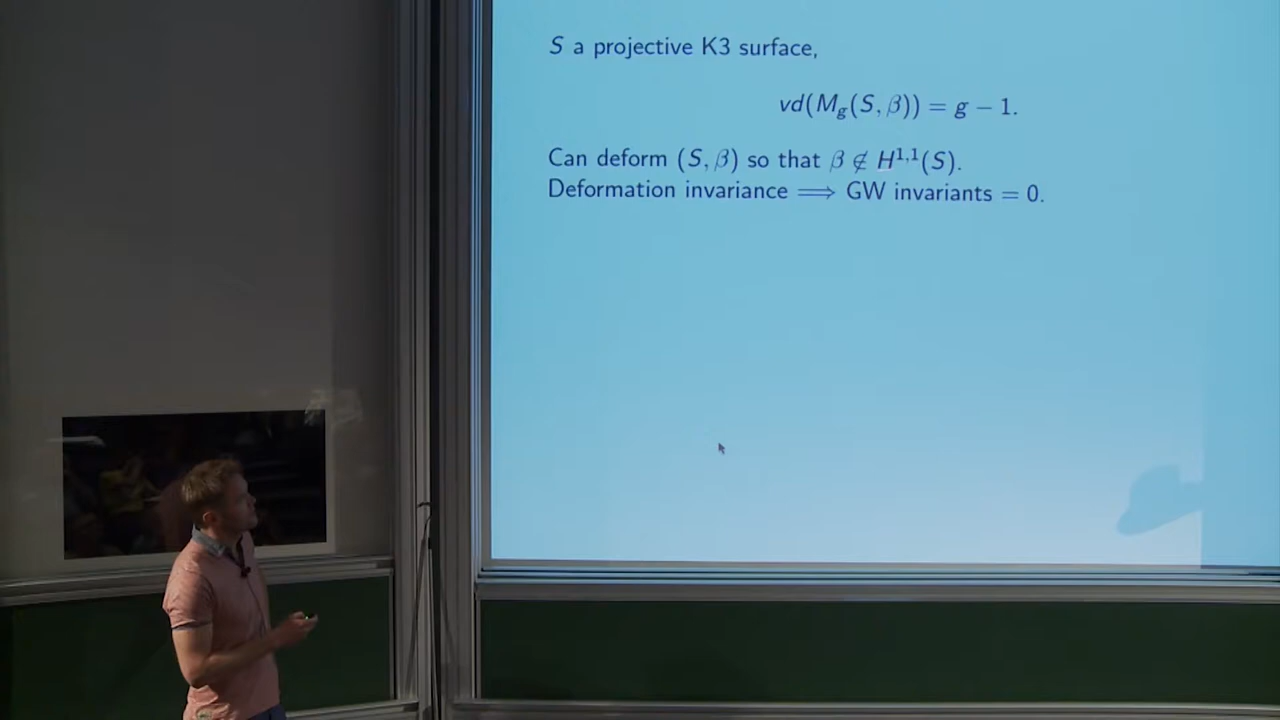 S a projective K3 surface,
vd(M_g(S, β)) = g − 1.
Can deform (S, β) so that β ∉ H^{1,1}(S).
Deformation invariance ⟹ GW invariants = 0.